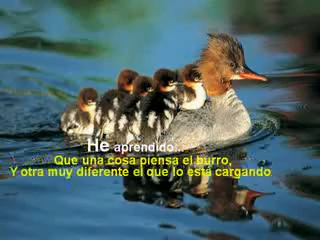 He aprendido:..
Que una cosa piensa el burro,
Y otra muy diferente el que lo está cargando